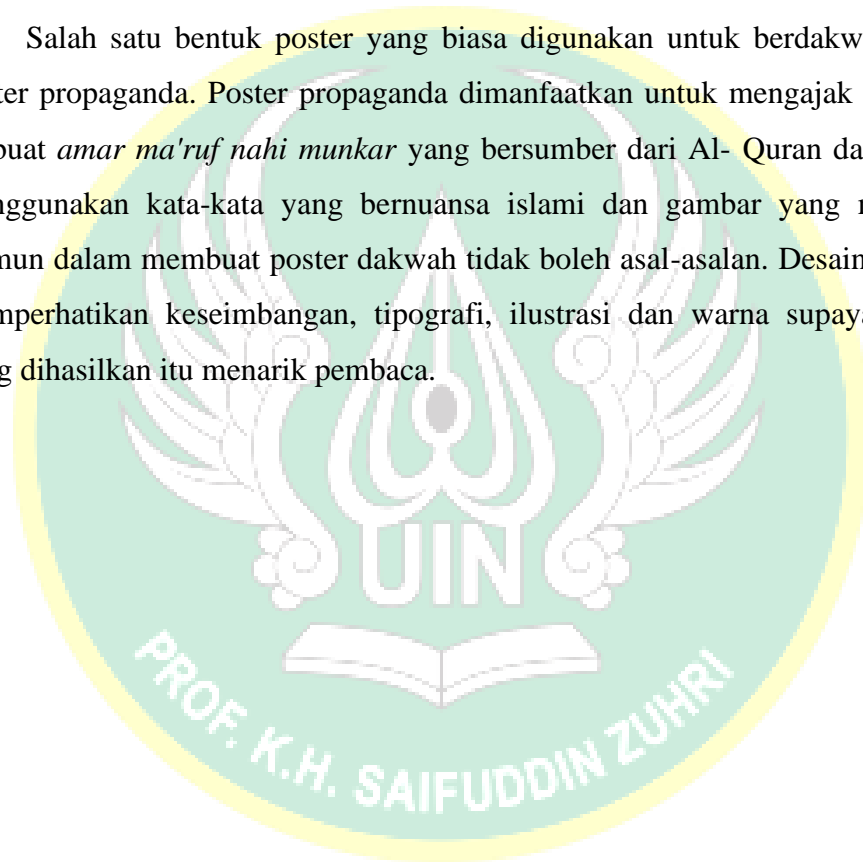 Salah satu bentuk poster yang biasa digunakan untuk berdakw
ter propaganda. Poster propaganda dimanfaatkan untuk mengajak
buat amar ma'ruf nahi munkar yang bersumber dari Al- Quran da
nggunakan kata-kata yang bernuansa islami dan gambar yang
mun dalam membuat poster dakwah tidak boleh asal-asalan. Desain
mperhatikan keseimbangan, tipografi, ilustrasi dan warna supaya
g dihasilkan itu menarik pembaca.
UIN
PROF. K.H. SAIFUDDIN ZUHRI